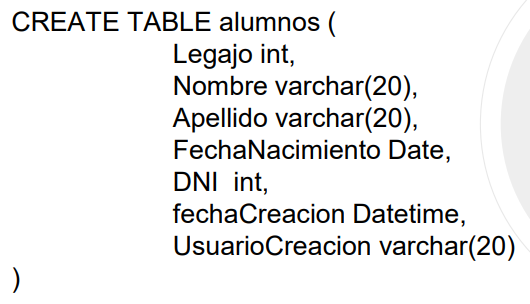 CREATE TABLE alumnos (
Legajo int,
Nombre varchar(20),
Apellido varchar(20),
FechaNacimiento Date,
DNI  int,
fechaCreacion Datetime,
UsuarioCreacion varchar(20)
)